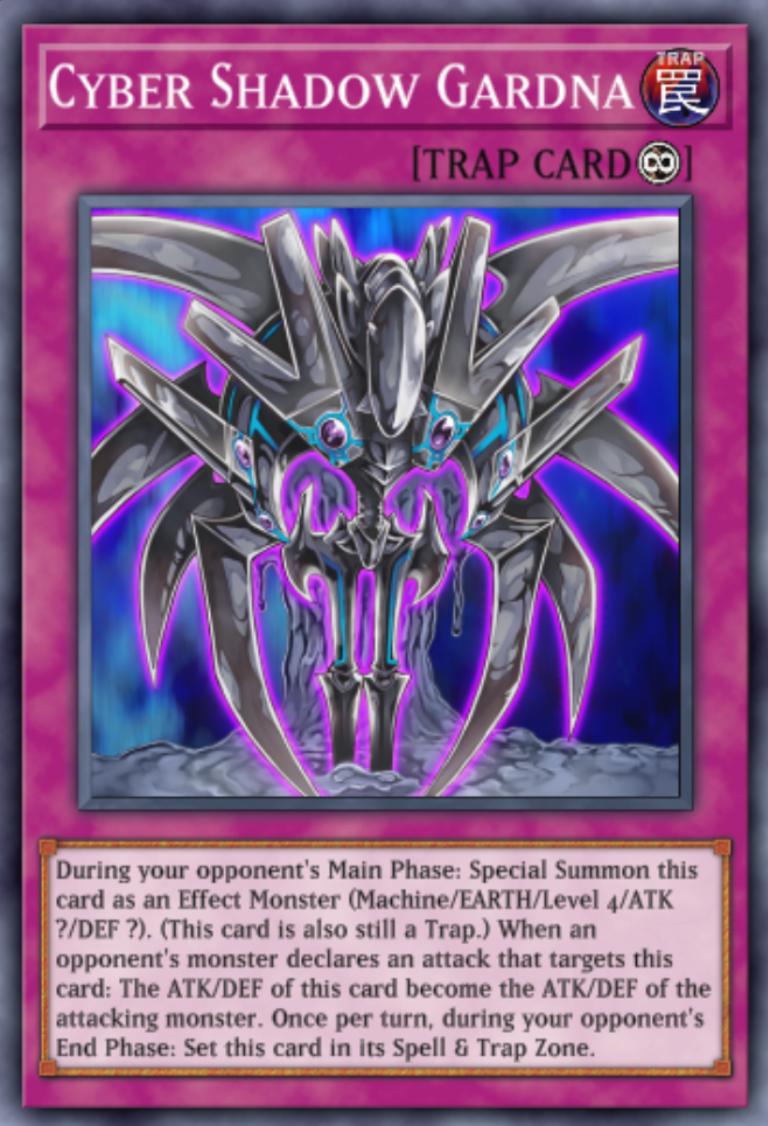 CYBER SHADOW GARDNA
TRAP
罠
[TRAP CARD∞]
During your opponent's Main Phase: Special Summon this
card as an Effect Monster (Machine/EARTH/Level 4/ATK
?/DEF ?). (This card is also still a Trap.) When an
opponent's monster declares an attack that targets this
card: The ATK/DEF of this card become the ATK/DEF of the
attacking monster. Once per turn, during your opponent's
End Phase: Set this card in its Spell & Trap Zone.